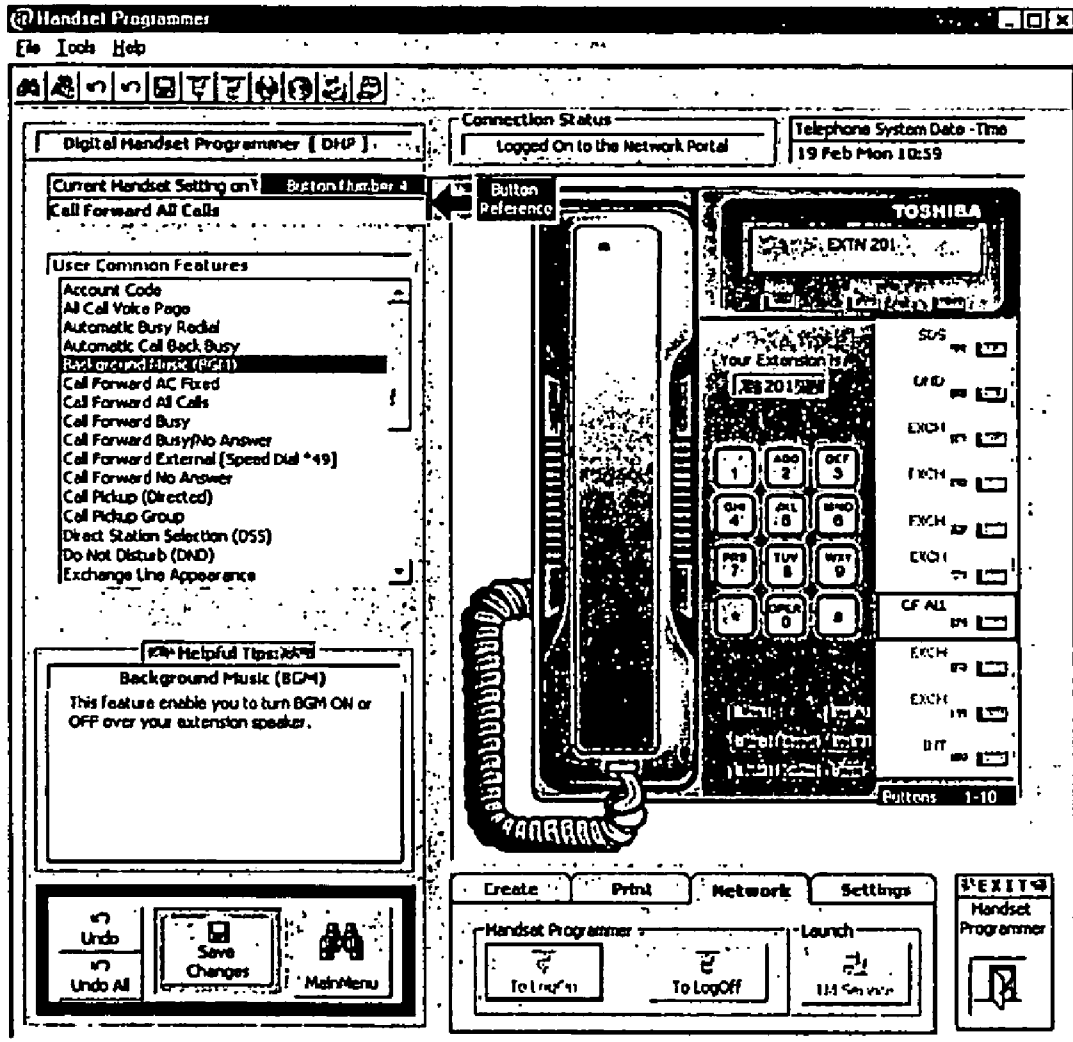 Handset Programmer
File Tools Help
Digital Handset Programmer [ DHP ]
Connection Status
Logged On to the Network Portal
Telephone System Date -Time
19 Feb Mon 10:59
Current Handset Setting on
Button Number 4
Call Forward All Calls
Button
Reference
User Common Features
Account Code
All Call Voice Page
Automatic Busy Redial
Automatic Call Back Busy
Background Music (BGM)
Call Forward AC Fixed
Call Forward All Calls
Call Forward Busy
Call Forward Busy/No Answer
Call Forward External [Speed Dial *49]
Call Forward No Answer
Call Pickup (Directed)
Call Pickup Group
Direct Station Selection (DSS)
Do Not Disturb (DND)
Exchange Line Appearance
Helpful Tips
Background Music (BGM)
This feature enable you to turn BGM ON or
OFF over your extension speaker.
Undo
Undo All
Save
Changes
MainMenu
TOSHIBA
EXTN 201
Your Extension Is
201
1 2 DEF 3
4 6
7 TUV 8 WXY 9
OPER 0
DND
EXCH
EXCH
EXCH
EXCH
CF ALL
EXCH
EXCH
INT
Buttons 1-10
Create Print Network Settings
Handset Programmer
To LogOn
To LogOff
Launch
EXIT
Handset
Programmer